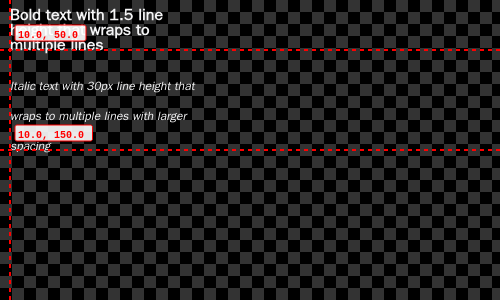 Bold text with 1.5 line
wraps to
10.0, 50.0
multiple lines
Italic text with 30px line height that
wraps to multiple lines with larger
10.0, 150.0
spacing